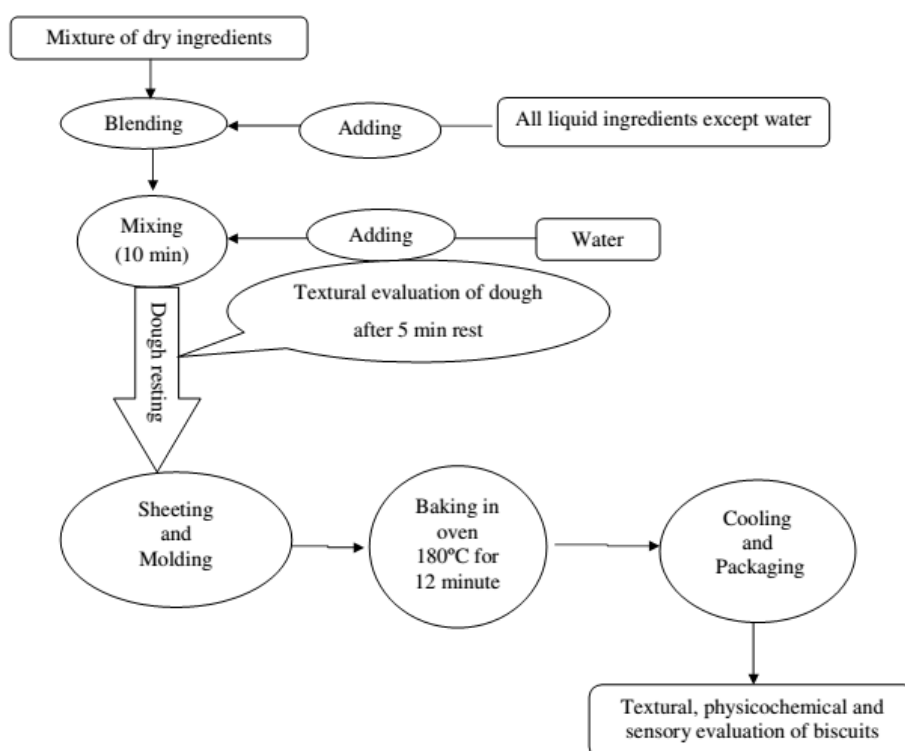 Mixture of dry ingredients
Blending
Adding
All liquid ingredients except water
Mixing
(10 min)
Adding
Water
Textural evaluation of dough
after 5 min rest
Dough resting
Sheeting
and
Molding
Baking in
oven
180ºC for
12 minute
Cooling
and
Packaging
Textural, physicochemical and
sensory evaluation of biscuits